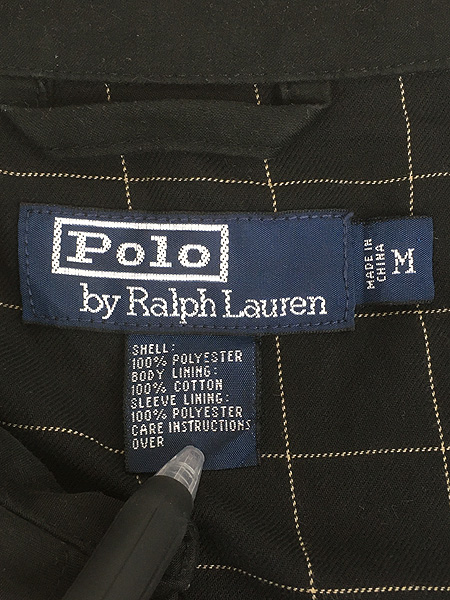 Polo
by Ralph Lauren
MADE IN
CHINA
M
SHELL:
100% POLYESTER
BODY LINING:
100% COTTON
SLEEVE LINING:
100% POLYESTER
CARE INSTRUCTIONS
OVER